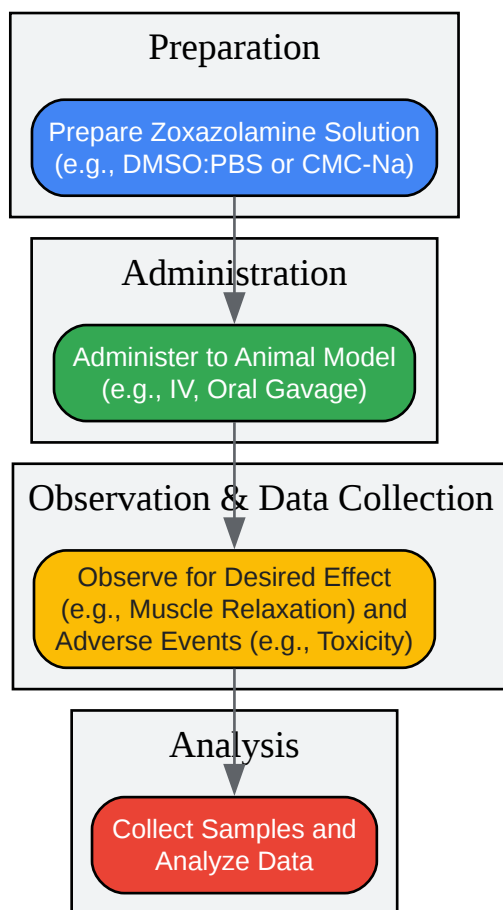 Preparation
Prepare Zoxazolamine Solution
(e.g., DMSO:PBS or CMC-Na)
Administration
Administer to Animal Model
(e.g., IV, Oral Gavage)
Observation & Data Collection
Observe for Desired Effect
(e.g., Muscle Relaxation) and
Adverse Events (e.g., Toxicity)
Analysis
Collect Samples and
Analyze Data